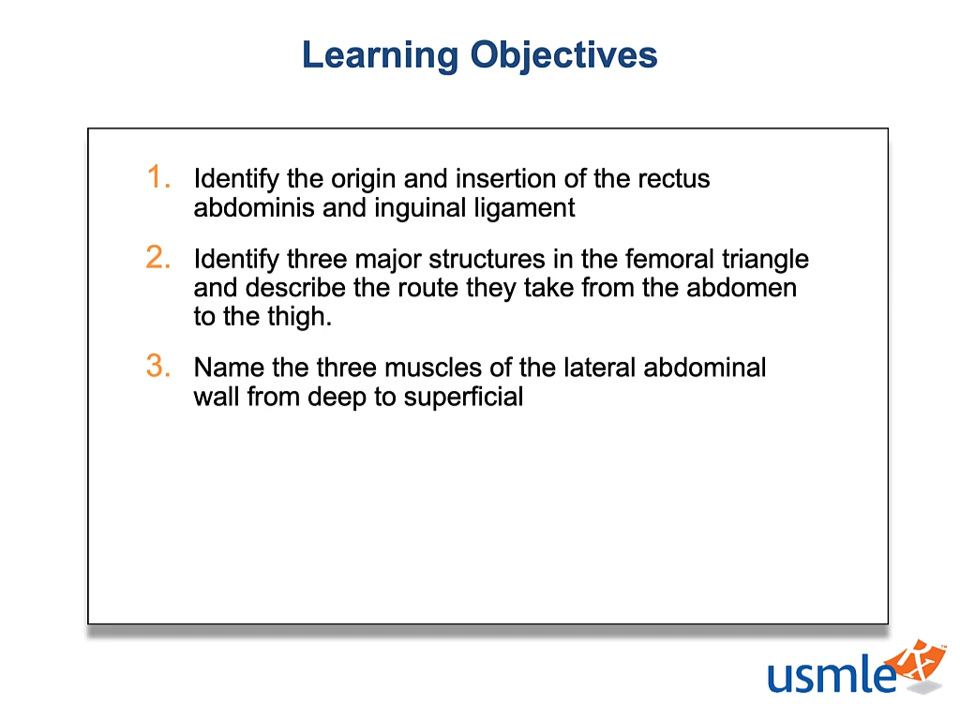 Learning Objectives
1. Identify the origin and insertion of the rectus
abdominis and inguinal ligament
2. Identify three major structures in the femoral triangle
and describe the route they take from the abdomen
to the thigh.
3. Name the three muscles of the lateral abdominal
wall from deep to superficial
usmle Rx™